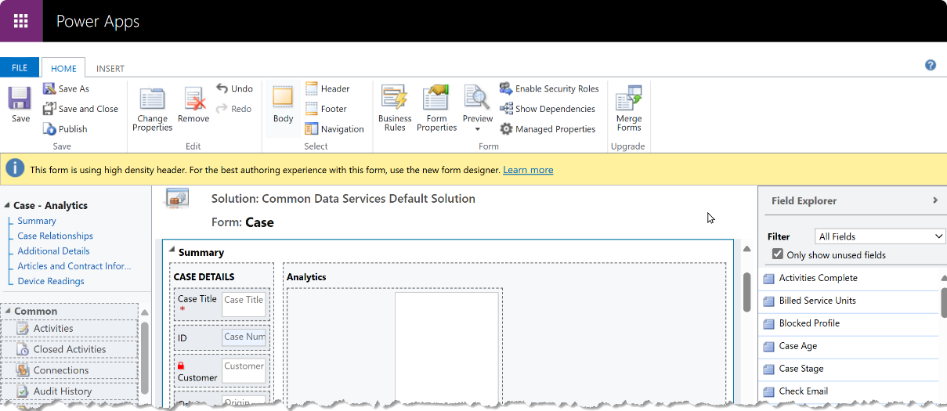 Power Apps
FILE HOME INSERT
Save
Save As
Save and Close
Publish
Save
Change Properties
Remove
Undo
Redo
Edit
Body
Header
Footer
Navigation
Select
Business Rules
Form Properties
Preview
Enable Security Roles
Show Dependencies
Managed Properties
Form
Merge Forms
Upgrade
This form is using high density header. For the best authoring experience with this form, use the new form designer. Learn more
Case - Analytics
Summary
Case Relationships
Additional Details
Articles and Contract Infor...
Device Readings
Common
Activities
Closed Activities
Connections
Audit History
Solution: Common Data Services Default Solution
Form: Case
Summary
CASE DETAILS
Case Title * Case Title
ID Case Num
Customer Customer
Analytics
Field Explorer
Filter All Fields
Only show unused fields
Activities Complete
Billed Service Units
Blocked Profile
Case Age
Case Stage
Check Email